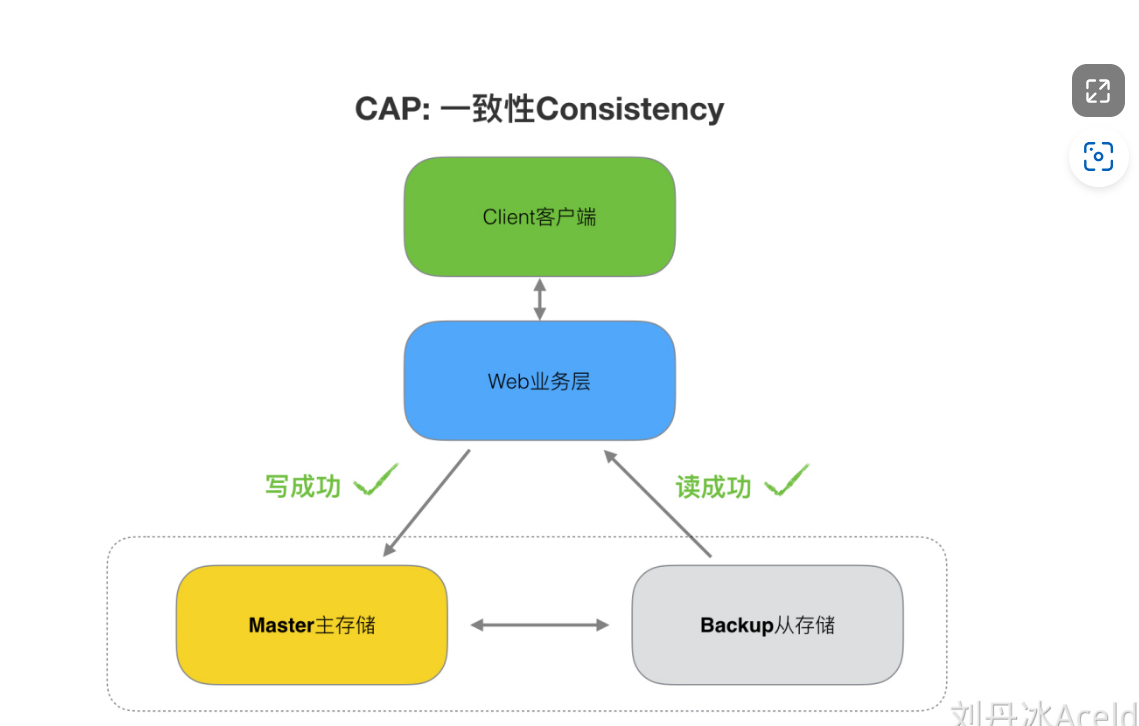 CAP: 一致性Consistency
Client客户端
Web业务层
写成功
读成功
Master主存储
Backup从存储
刘丹冰Aceld